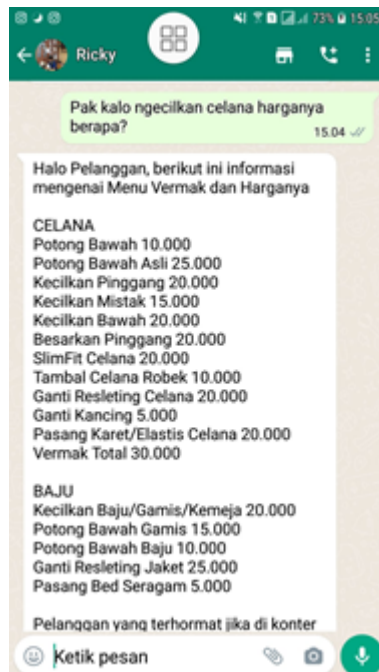 73% 15.05
Ricky
Pak kalo ngecilkan celana harganya
berapa?
15.04
Halo Pelanggan, berikut ini informasi
mengenai Menu Vermak dan Harganya
CELANA
Potong Bawah 10.000
Potong Bawah Asli 25.000
Kecilkan Pinggang 20.000
Kecilkan Mistak 15.000
Kecilkan Bawah 20.000
Besarkan Pinggang 20.000
SlimFit Celana 20.000
Tambal Celana Robek 10.000
Ganti Resleting Celana 20.000
Ganti Kancing 5.000
Pasang Karet/Elastis Celana 20.000
Vermak Total 30.000
BAJU
Kecilkan Baju/Gamis/Kemeja 20.000
Potong Bawah Gamis 15.000
Potong Bawah Baju 10.000
Ganti Resleting Jaket 25.000
Pasang Bed Seragam 5.000
Pelanggan yang terhormat jika di konter
Ketik pesan